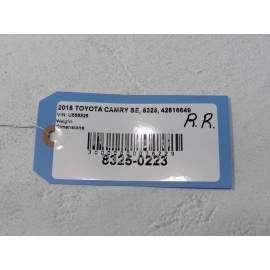 2018 TOYOTA CAMRY SE, 8325, 42816649
VIN: U558325
Weight:
Dimensions:
R.R.
8325-0223